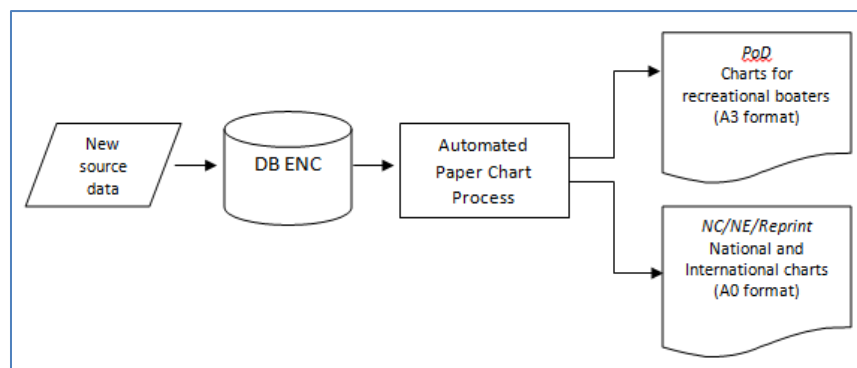 New
source
data
DB ENC
Automated
Paper Chart
Process
PoD
Charts for
recreational boaters
(A3 format)
NC/NE/Reprint
National and
International charts
(A0 format)